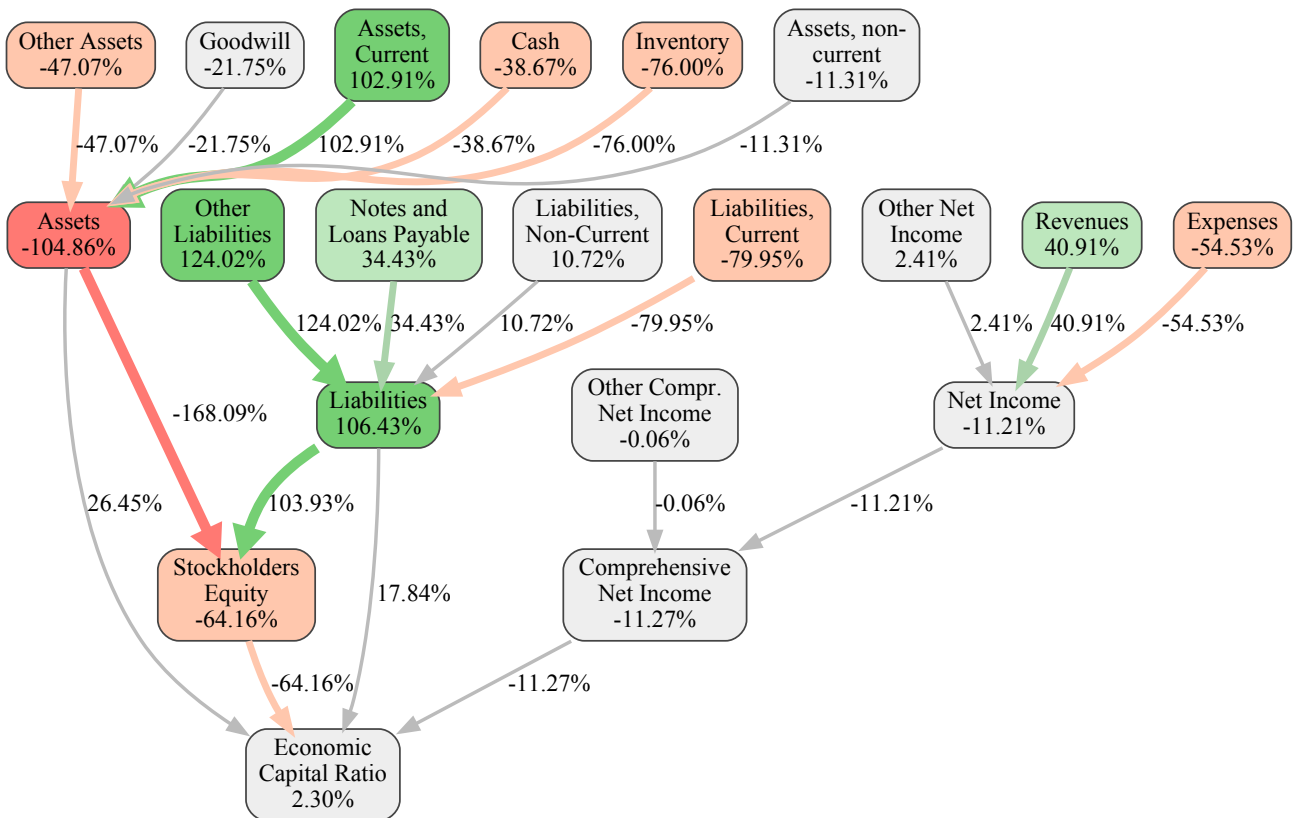 Other Assets
-47.07%
Goodwill
-21.75%
Assets,
Current
102.91%
Cash
-38.67%
Inventory
-76.00%
Assets, non-
current
-11.31%
-47.07%
-21.75%
102.91%
-38.67%
-76.00%
-11.31%
Assets
-104.86%
Other
Liabilities
124.02%
Notes and
Loans Payable
34.43%
Liabilities,
Non-Current
10.72%
Liabilities,
Current
-79.95%
Other Net
Income
2.41%
Revenues
40.91%
Expenses
-54.53%
124.02%
34.43%
10.72%
-79.95%
2.41%
40.91%
-54.53%
Liabilities
106.43%
Other Compr.
Net Income
-0.06%
Net Income
-11.21%
-168.09%
26.45%
103.93%
-0.06%
-11.21%
Stockholders
Equity
-64.16%
17.84%
Comprehensive
Net Income
-11.27%
-64.16%
-11.27%
Economic
Capital Ratio
2.30%